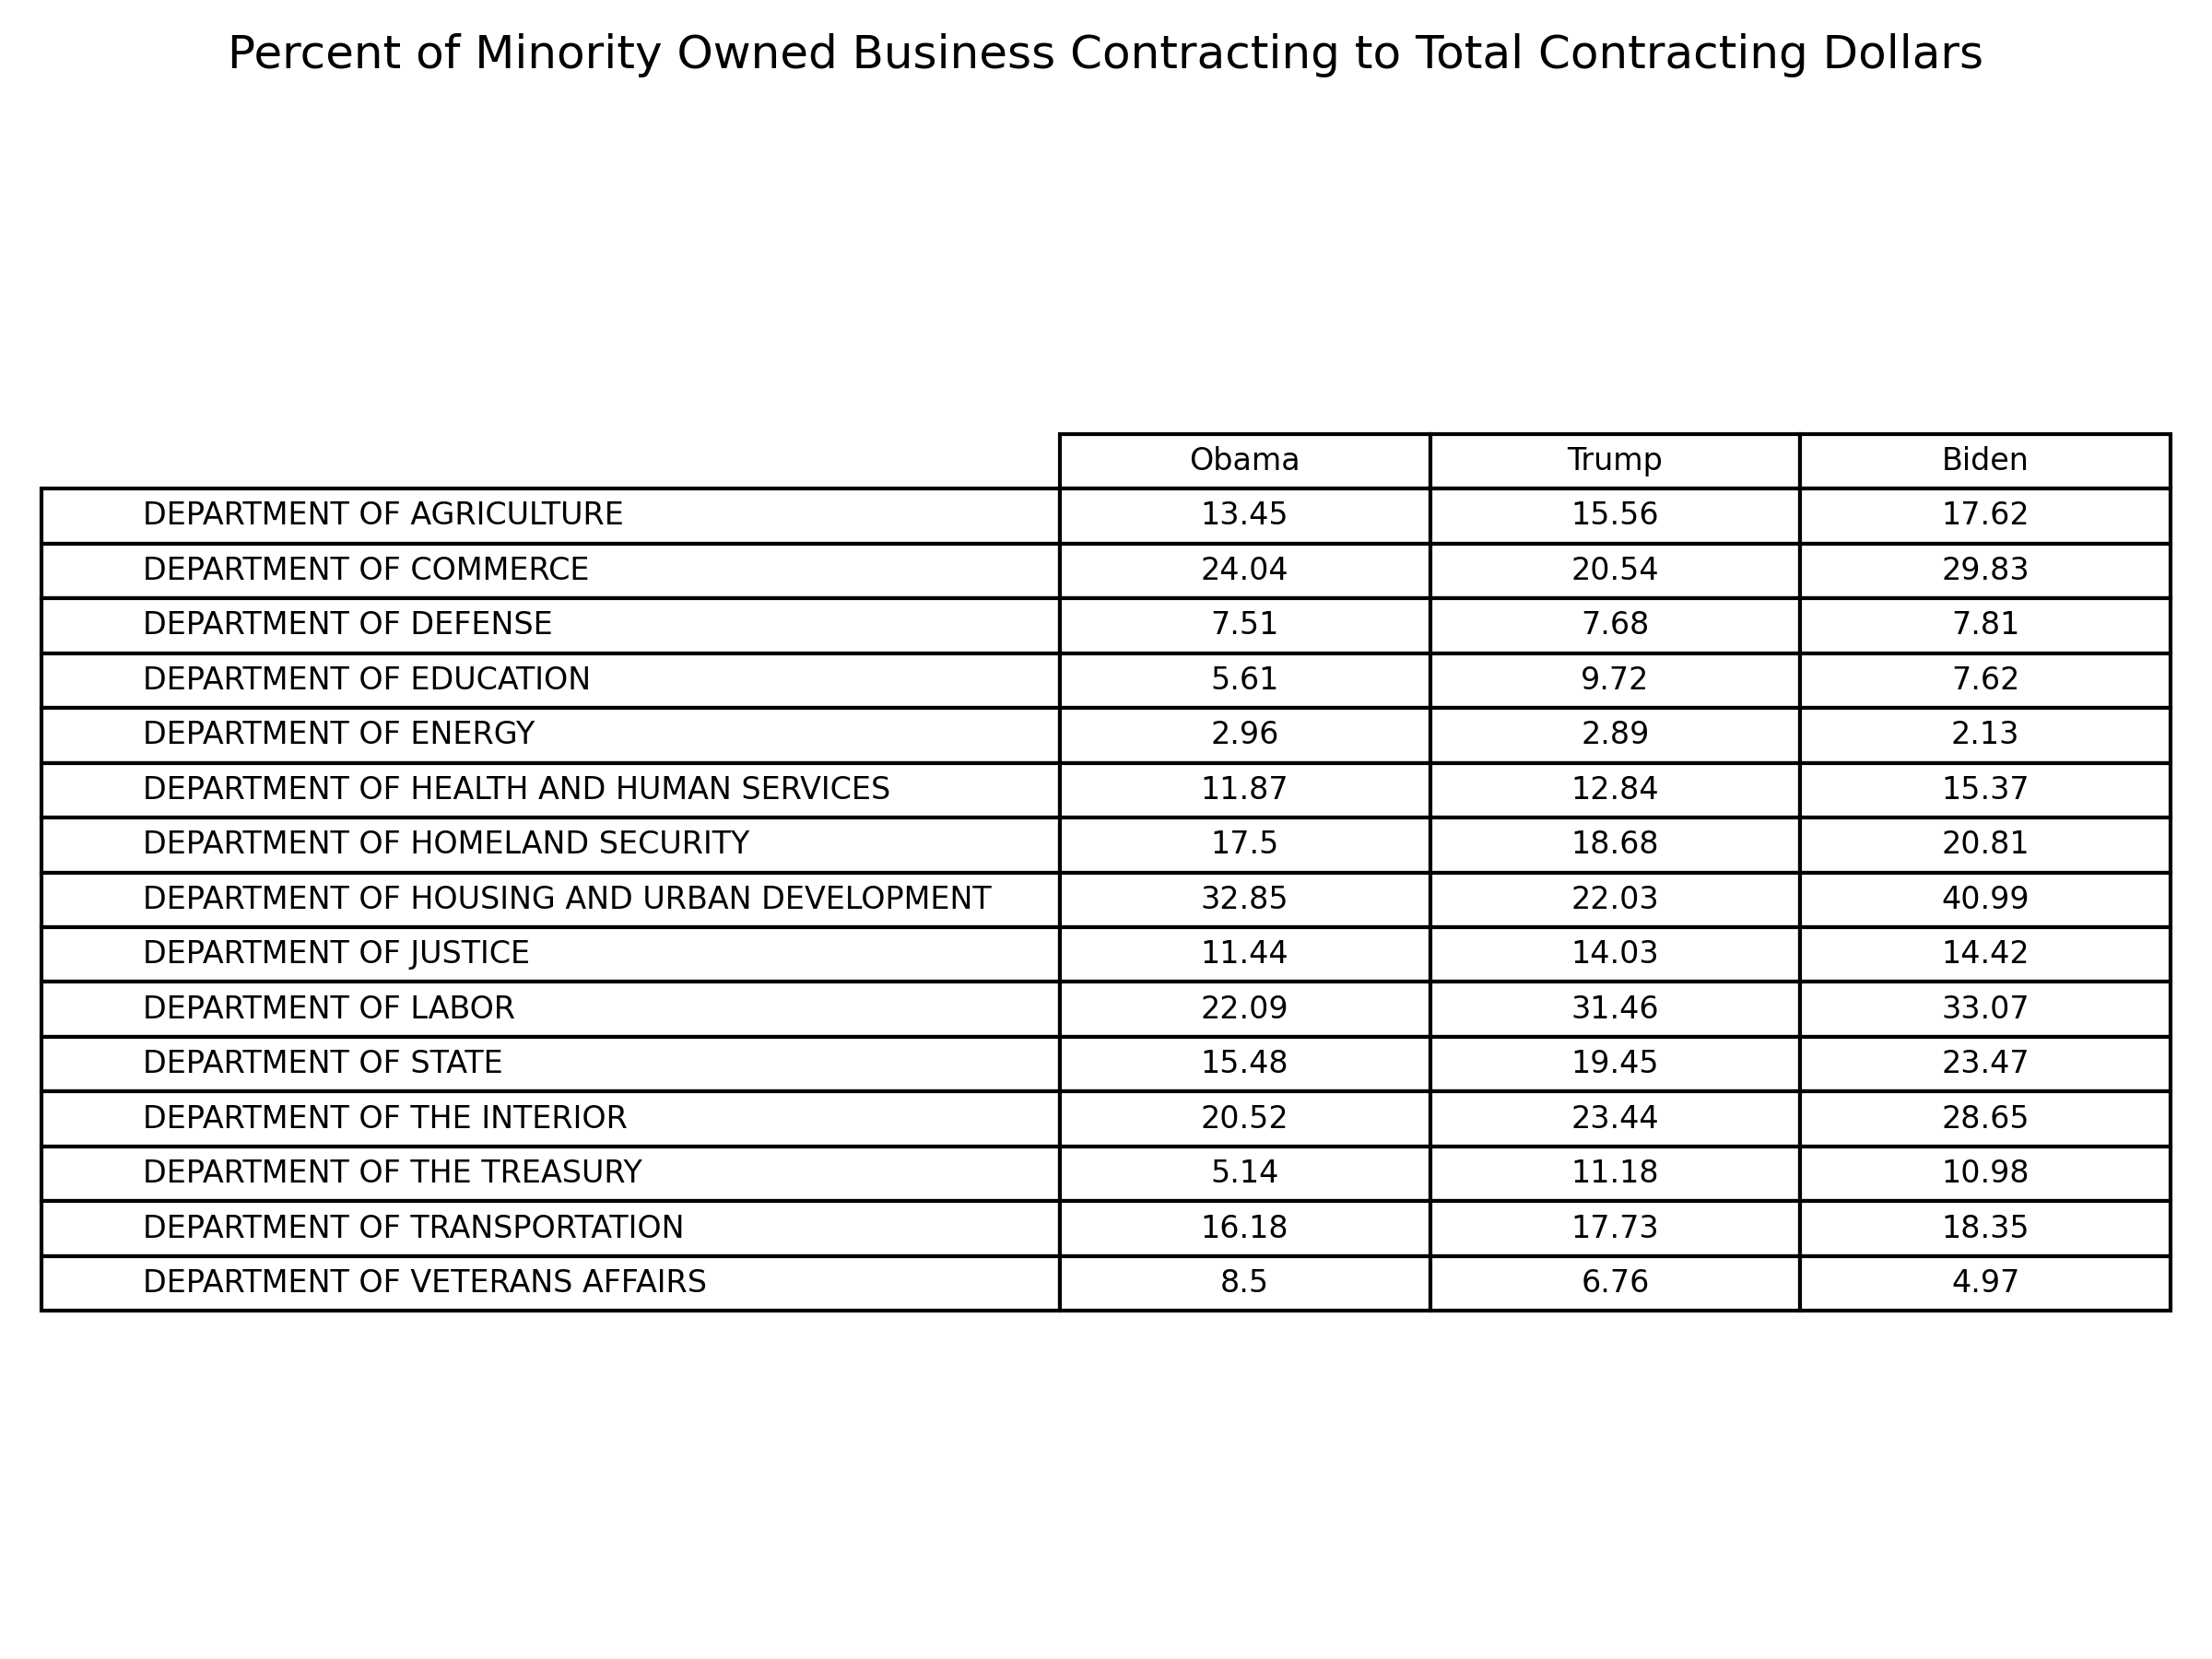 Percent of Minority Owned Business Contracting to Total Contracting Dollars
Obama Trump Biden
DEPARTMENT OF AGRICULTURE 13.45 15.56 17.62
DEPARTMENT OF COMMERCE 24.04 20.54 29.83
DEPARTMENT OF DEFENSE 7.51 7.68 7.81
DEPARTMENT OF EDUCATION 5.61 9.72 7.62
DEPARTMENT OF ENERGY 2.96 2.89 2.13
DEPARTMENT OF HEALTH AND HUMAN SERVICES 11.87 12.84 15.37
DEPARTMENT OF HOMELAND SECURITY 17.5 18.68 20.81
DEPARTMENT OF HOUSING AND URBAN DEVELOPMENT 32.85 22.03 40.99
DEPARTMENT OF JUSTICE 11.44 14.03 14.42
DEPARTMENT OF LABOR 22.09 31.46 33.07
DEPARTMENT OF STATE 15.48 19.45 23.47
DEPARTMENT OF THE INTERIOR 20.52 23.44 28.65
DEPARTMENT OF THE TREASURY 5.14 11.18 10.98
DEPARTMENT OF TRANSPORTATION 16.18 17.73 18.35
DEPARTMENT OF VETERANS AFFAIRS 8.5 6.76 4.97